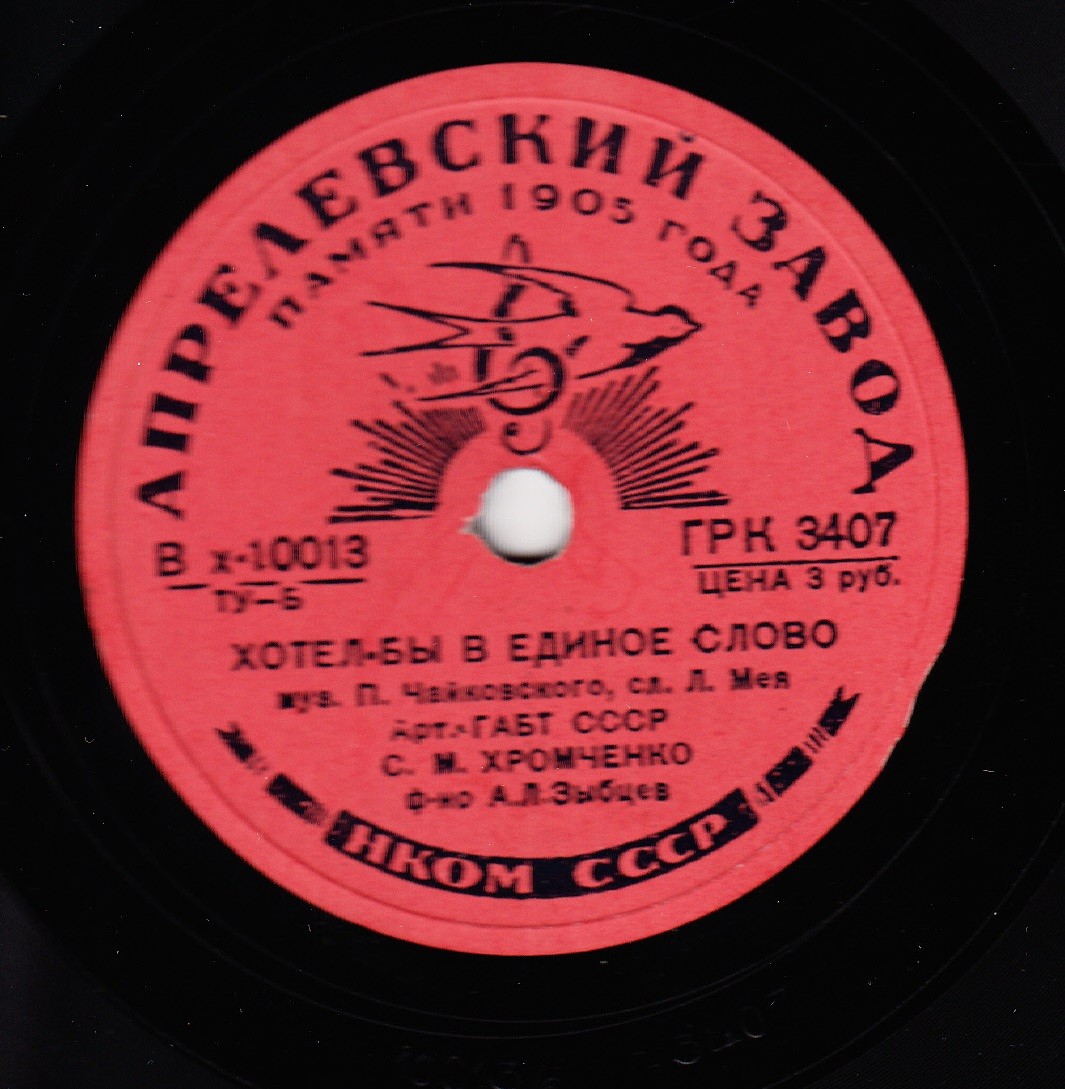 АПРЕЛЕВСКИЙ ЗАВОД
ПАМЯТИ 1905 ГОДА
В х-10013
ТУ-Б
ГРК 3407
ЦЕНА 3 руб.
ХОТЕЛ-БЫ В ЕДИНОЕ СЛОВО
муз. П. Чайковского, сл. Л. Мея
Арт. ГАБТ СССР
С. М. ХРОМЧЕНКО
ф-но А.Л.Зыбцев
НКОМ СССР